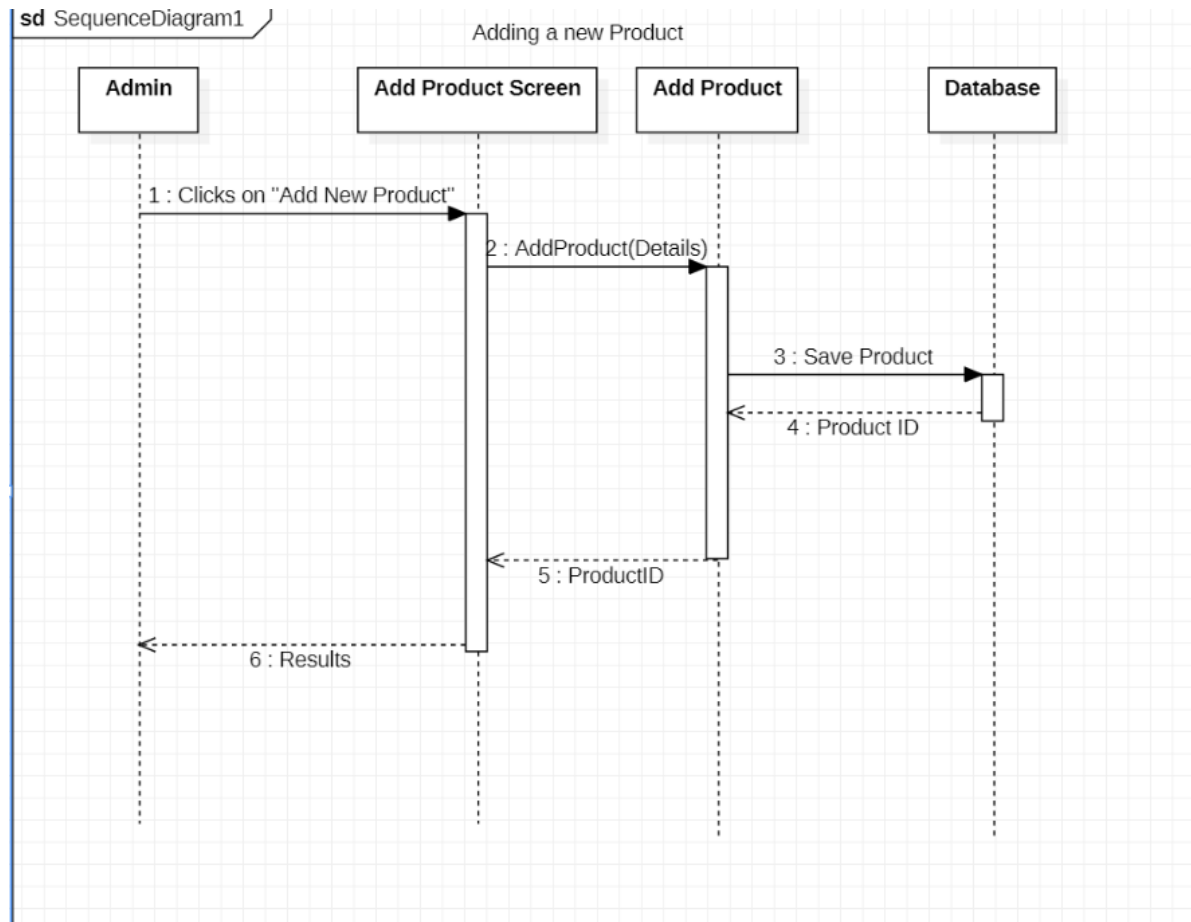 sd SequenceDiagram1
Adding a new Product
Admin
Add Product Screen
Add Product
Database
1 : Clicks on "Add New Product"
2 : AddProduct(Details)
3 : Save Product
4 : Product ID
5 : ProductID
6 : Results